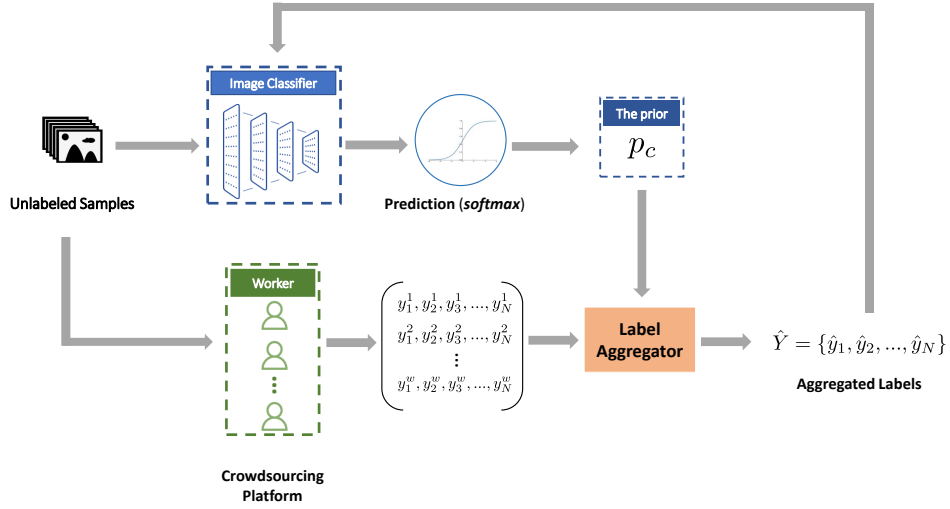 Image Classifier
Unlabeled Samples
Prediction (softmax)
The prior
p_c
Worker
Crowdsourcing
Platform
y_1^1, y_2^1, y_3^1, ..., y_N^1
y_1^2, y_2^2, y_3^2, ..., y_N^2
⋮
y_1^w, y_2^w, y_3^w, ..., y_N^w
Label
Aggregator
Ŷ = {ŷ_1, ŷ_2, ..., ŷ_N}
Aggregated Labels